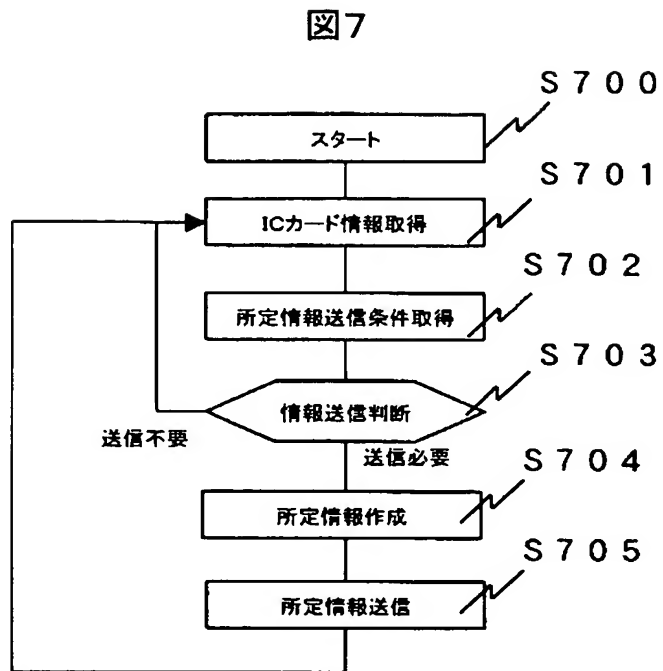 図7
S700
スタート
S701
ICカード情報取得
S702
所定情報送信条件取得
S703
情報送信判断
送信不要
送信必要
S704
所定情報作成
S705
所定情報送信